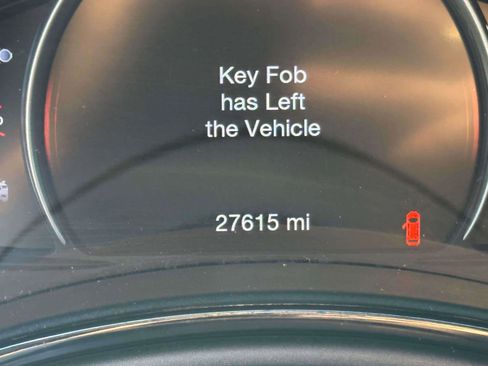 Key Fob
has Left
the Vehicle
27615 mi